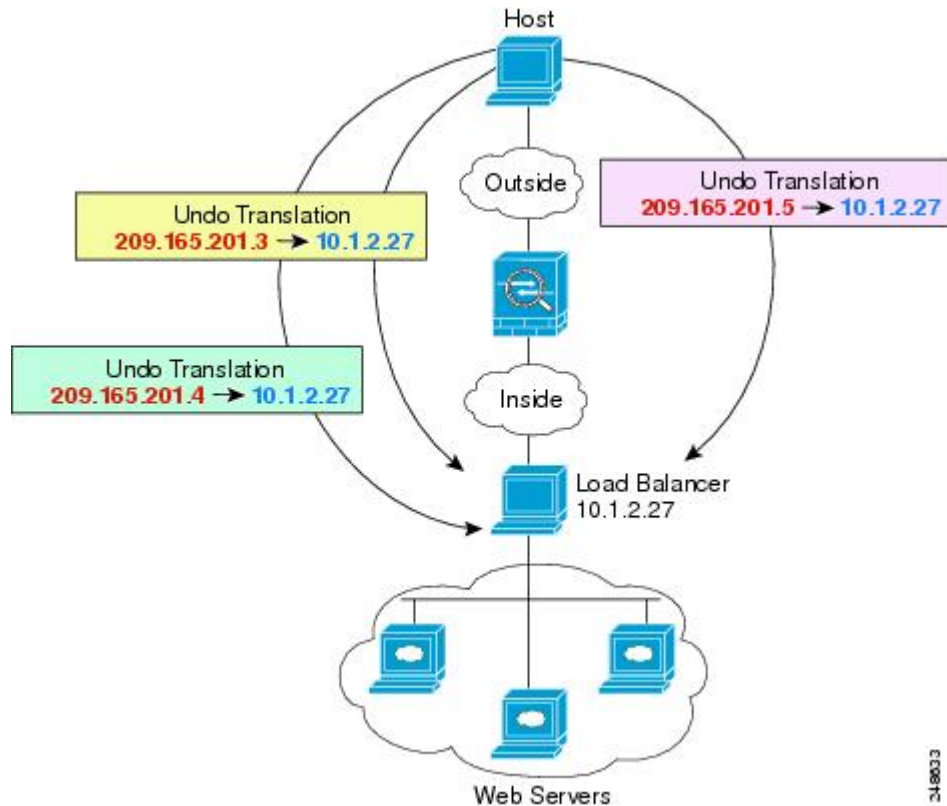 Host
Outside
Undo Translation
209.165.201.5 → 10.1.2.27
Undo Translation
209.165.201.3 → 10.1.2.27
Undo Translation
209.165.201.4 → 10.1.2.27
Inside
Load Balancer
10.1.2.27
Web Servers
248633